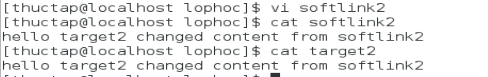 [thuctap@localhost lophoc]$ vi softlink2
[thuctap@localhost lophoc]$ cat softlink2
hello target2 changed content from softlink2
[thuctap@localhost lophoc]$ cat target2
hello target2 changed content from softlink2